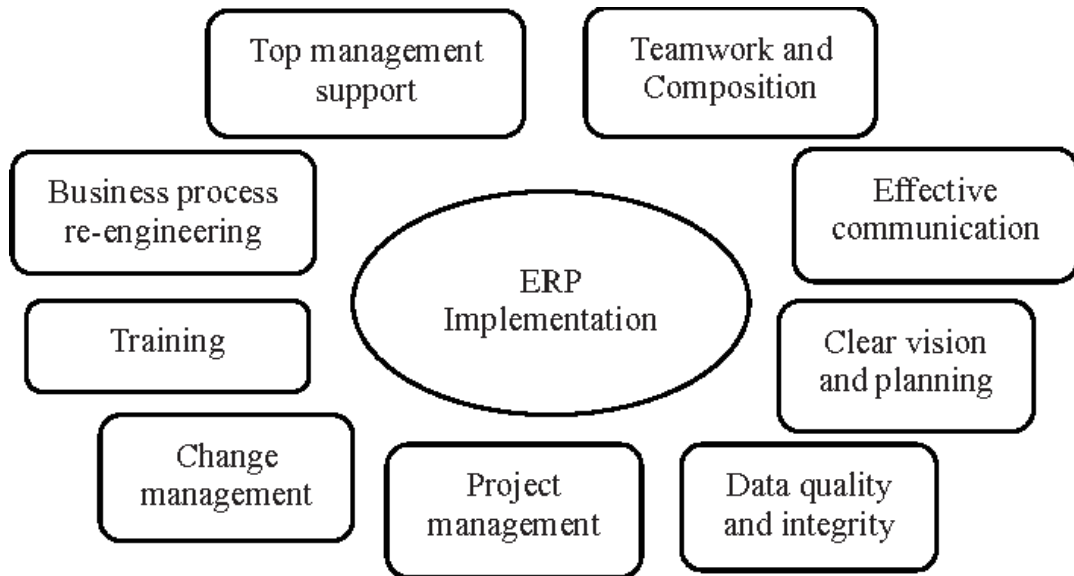 Top management
support
Teamwork and
Composition
Business process
re-engineering
Effective
communication
ERP
Implementation
Training
Clear vision
and planning
Change
management
Project
management
Data quality
and integrity